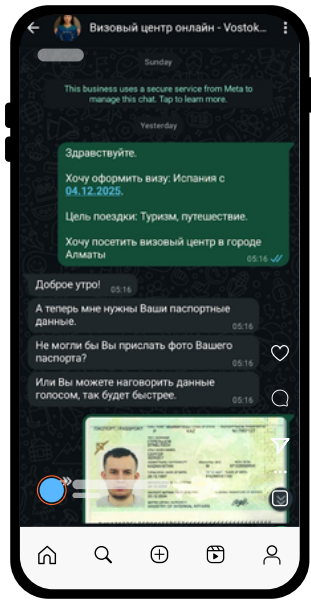 Визовый центр онлайн - Vostok...
Sunday
This business uses a secure service from Meta to
manage this chat. Tap to learn more.
Yesterday
Здравствуйте.
Хочу оформить визу: Испания с
04.12.2025.
Цель поездки: Туризм, путешествие.
Хочу посетить визовый центр в городе
Алматы
05:16
Доброе утро!
05:16
А теперь мне нужны Ваши паспортные
данные.
05:16
Не могли бы Вы прислать фото Вашего
паспорта?
05:16
Или Вы можете наговорить данные
голосом, так будет быстрее.
05:16